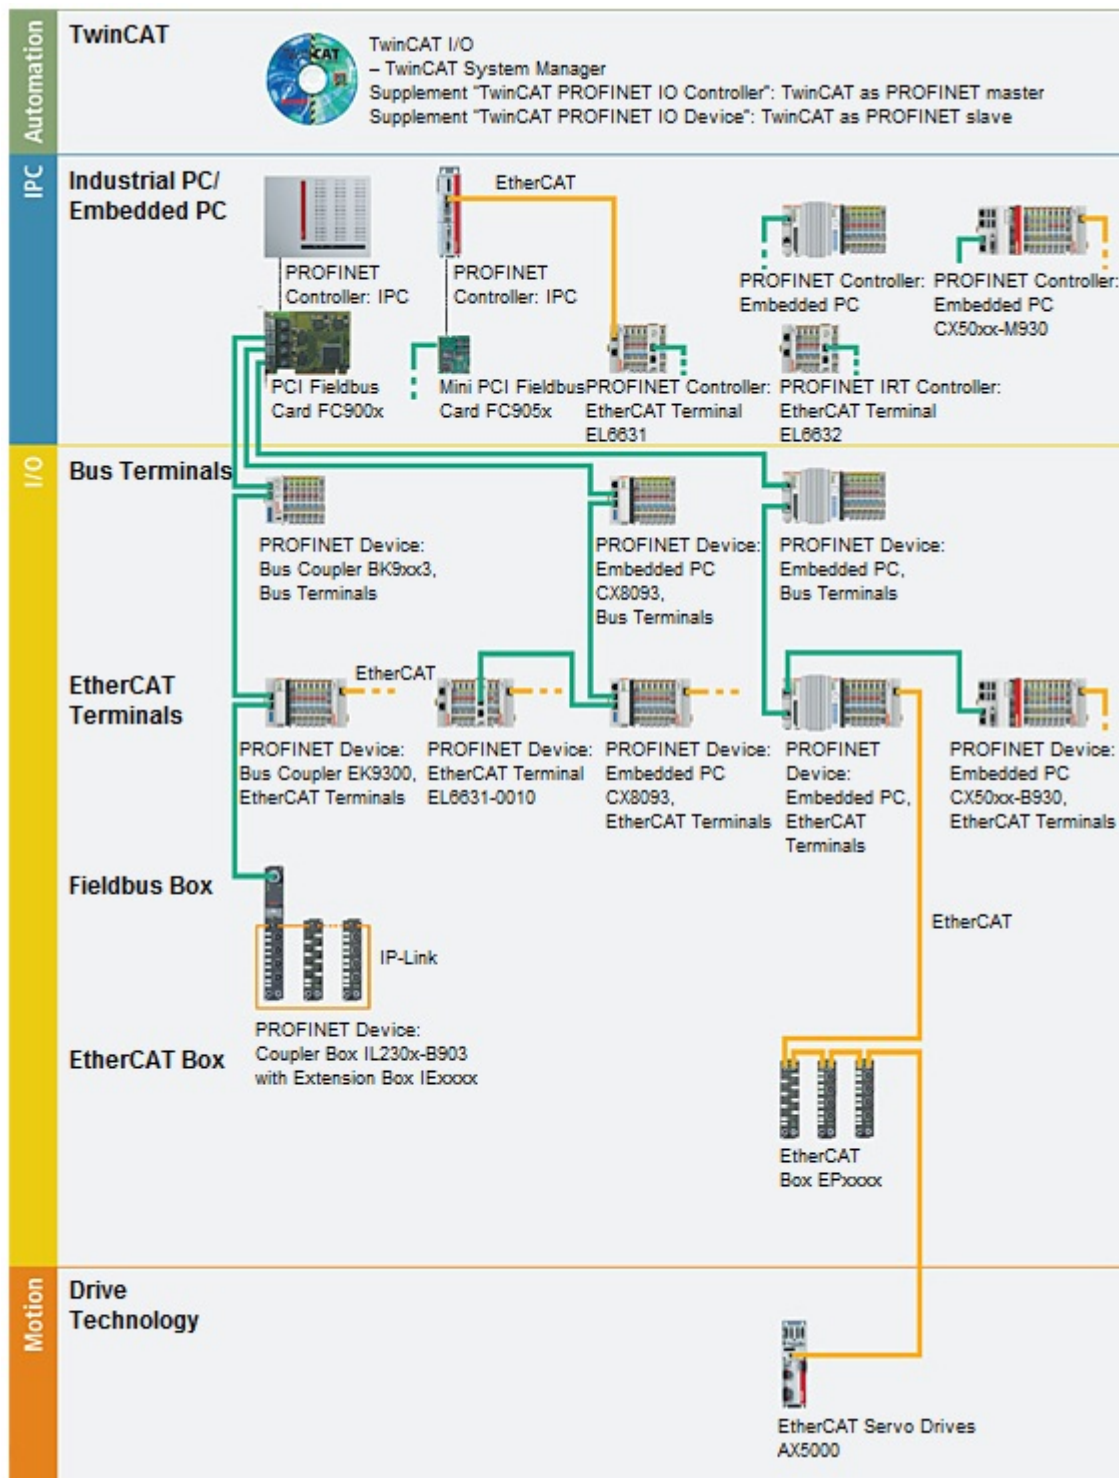 Automation
TwinCAT
TwinCAT I/O
– TwinCAT System Manager
Supplement "TwinCAT PROFINET IO Controller": TwinCAT as PROFINET master
Supplement "TwinCAT PROFINET IO Device": TwinCAT as PROFINET slave
IPC
Industrial PC/
Embedded PC
EtherCAT
PROFINET
Controller: IPC
PROFINET
Controller: IPC
PROFINET Controller:
Embedded PC
PROFINET Controller:
Embedded PC
CX50xx-M930
PCI Fieldbus
Card FC900x
Mini PCI Fieldbus
Card FC905x
PROFINET Controller:
EtherCAT Terminal
EL6631
PROFINET IRT Controller:
EtherCAT Terminal
EL6632
I/O
Bus Terminals
PROFINET Device:
Bus Coupler BK9xx3,
Bus Terminals
PROFINET Device:
Embedded PC
CX8093,
Bus Terminals
PROFINET Device:
Embedded PC,
Bus Terminals
EtherCAT
Terminals
EtherCAT
PROFINET Device:
Bus Coupler EK9300,
EtherCAT Terminals
PROFINET Device:
EtherCAT Terminal
EL6631-0010
PROFINET Device:
Embedded PC
CX8093,
EtherCAT Terminals
PROFINET
Device:
Embedded PC,
EtherCAT
Terminals
PROFINET Device:
Embedded PC
CX50xx-B930,
EtherCAT Terminals
Fieldbus Box
IP-Link
EtherCAT
PROFINET Device:
Coupler Box IL230x-B903
with Extension Box IExxxx
EtherCAT Box
EtherCAT
Box EPxxxx
Motion
Drive
Technology
EtherCAT Servo Drives
AX5000